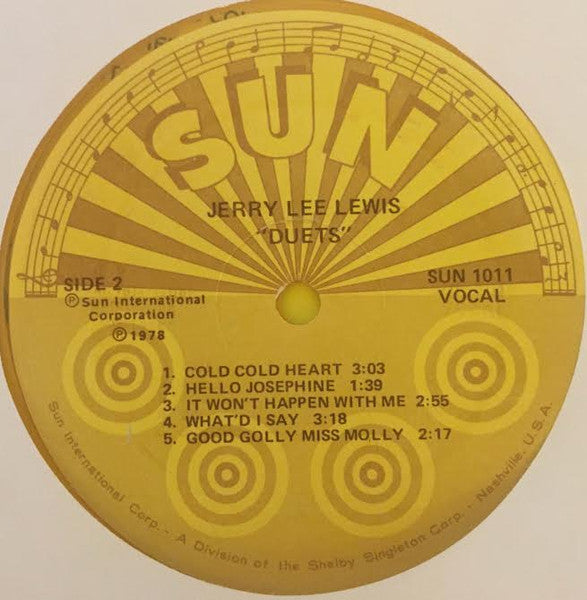 SUN
JERRY LEE LEWIS
"DUETS"
SIDE 2
℗ Sun International
Corporation
℗ 1978
SUN 1011
VOCAL
1. COLD COLD HEART 3:03
2. HELLO JOSEPHINE 1:39
3. IT WON'T HAPPEN WITH ME 2:55
4. WHAT'D I SAY 3:18
5. GOOD GOLLY MISS MOLLY 2:17
Sun International Corp. - A Division of the Shelby Singleton Corp. - Nashville, U.S.A.